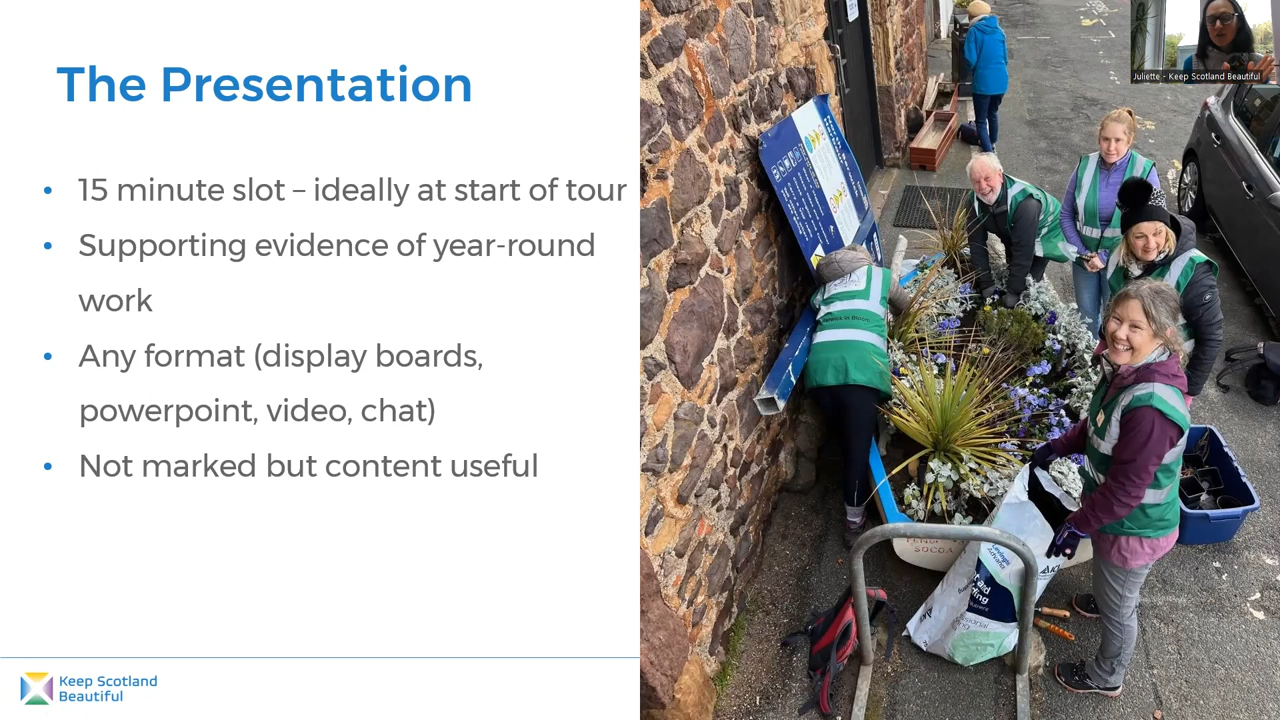 The Presentation
• 15 minute slot – ideally at start of tour
• Supporting evidence of year-round
work
• Any format (display boards,
powerpoint, video, chat)
• Not marked but content useful
Keep Scotland
Beautiful
Juliette - Keep Scotland Beautiful
SOCOA